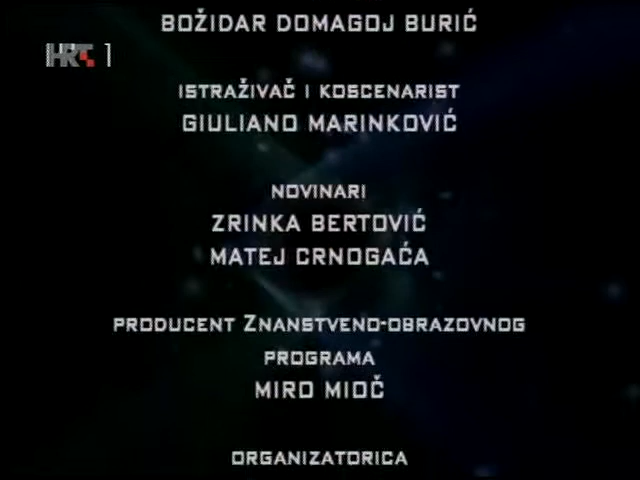 BOŽIDAR DOMAGOJ BURIĆ
HRT 1
ISTRAŽIVAČ I KOSCENARIST
GIULIANO MARINKOVIĆ
NOVINARI
ZRINKA BERTOVIĆ
MATEJ CRNOGAĆA
PRODUCENT ZNANSTVENO-OBRAZOVNOG
PROGRAMA
MIRO MIOČ
ORGANIZATORICA